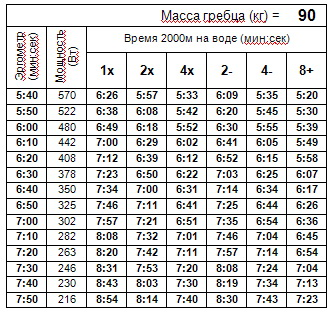 Масса гребца (кг) = 90
Эргометр (мин:сек) Мощность (Вт) Время 2000м на воде (мин:сек)
1x 2x 4x 2- 4- 8+
5:40 570 6:26 5:57 5:33 6:09 5:35 5:20
5:50 522 6:38 6:08 5:42 6:20 5:45 5:30
6:00 480 6:49 6:18 5:52 6:30 5:55 5:39
6:10 442 7:00 6:29 6:02 6:41 6:05 5:49
6:20 408 7:12 6:39 6:12 6:52 6:15 5:58
6:30 378 7:23 6:50 6:22 7:03 6:25 6:07
6:40 350 7:34 7:00 6:31 7:14 6:34 6:17
6:50 325 7:46 7:11 6:41 7:25 6:44 6:26
7:00 302 7:57 7:21 6:51 7:35 6:54 6:36
7:10 282 8:08 7:32 7:01 7:46 7:04 6:45
7:20 263 8:20 7:42 7:11 7:57 7:14 6:54
7:30 246 8:31 7:53 7:20 8:08 7:24 7:04
7:40 230 8:43 8:03 7:30 8:19 7:34 7:13
7:50 216 8:54 8:14 7:40 8:30 7:43 7:23